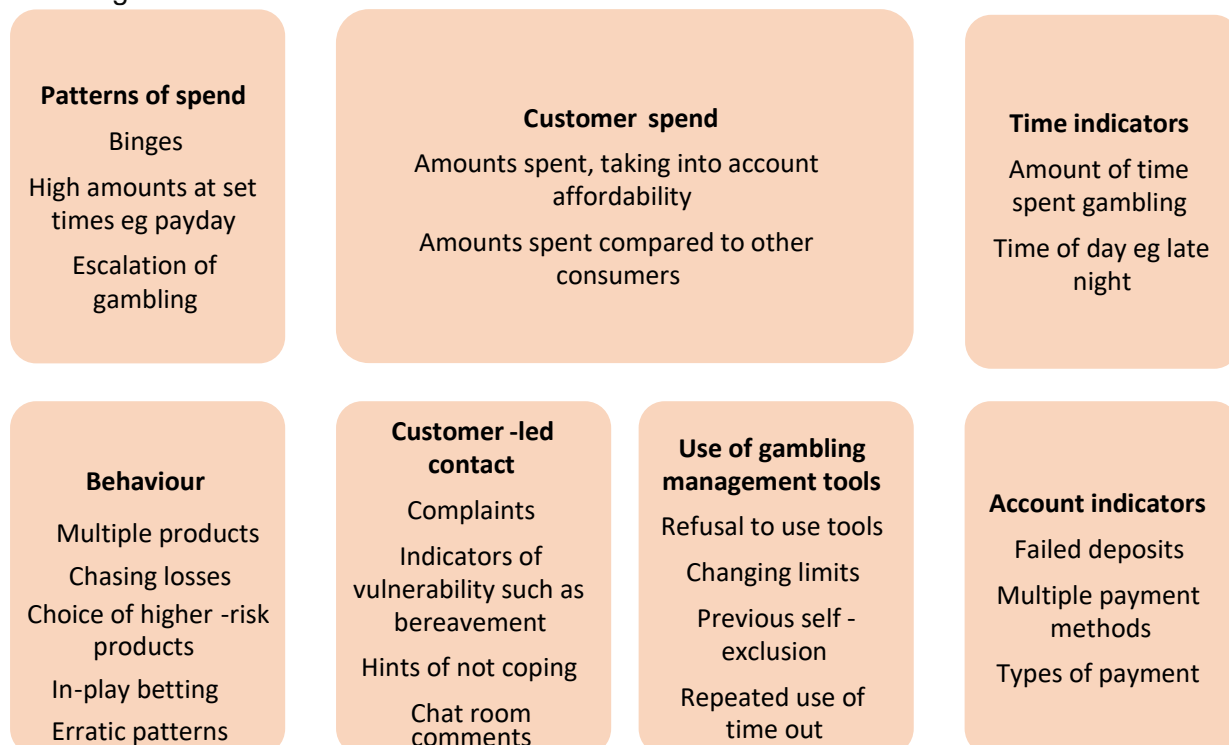 Patterns of spend
Binges
High amounts at set
times eg payday
Escalation of
gambling
Customer spend
Amounts spent, taking into account
affordability
Amounts spent compared to other
consumers
Time indicators
Amount of time
spent gambling
Time of day eg late
night
Behaviour
Multiple products
Chasing losses
Choice of higher -risk
products
In-play betting
Erratic patterns
Customer -led
contact
Complaints
Indicators of
vulnerability such as
bereavement
Hints of not coping
Chat room
comments
Use of gambling
management tools
Refusal to use tools
Changing limits
Previous self -
exclusion
Repeated use of
time out
Account indicators
Failed deposits
Multiple payment
methods
Types of payment